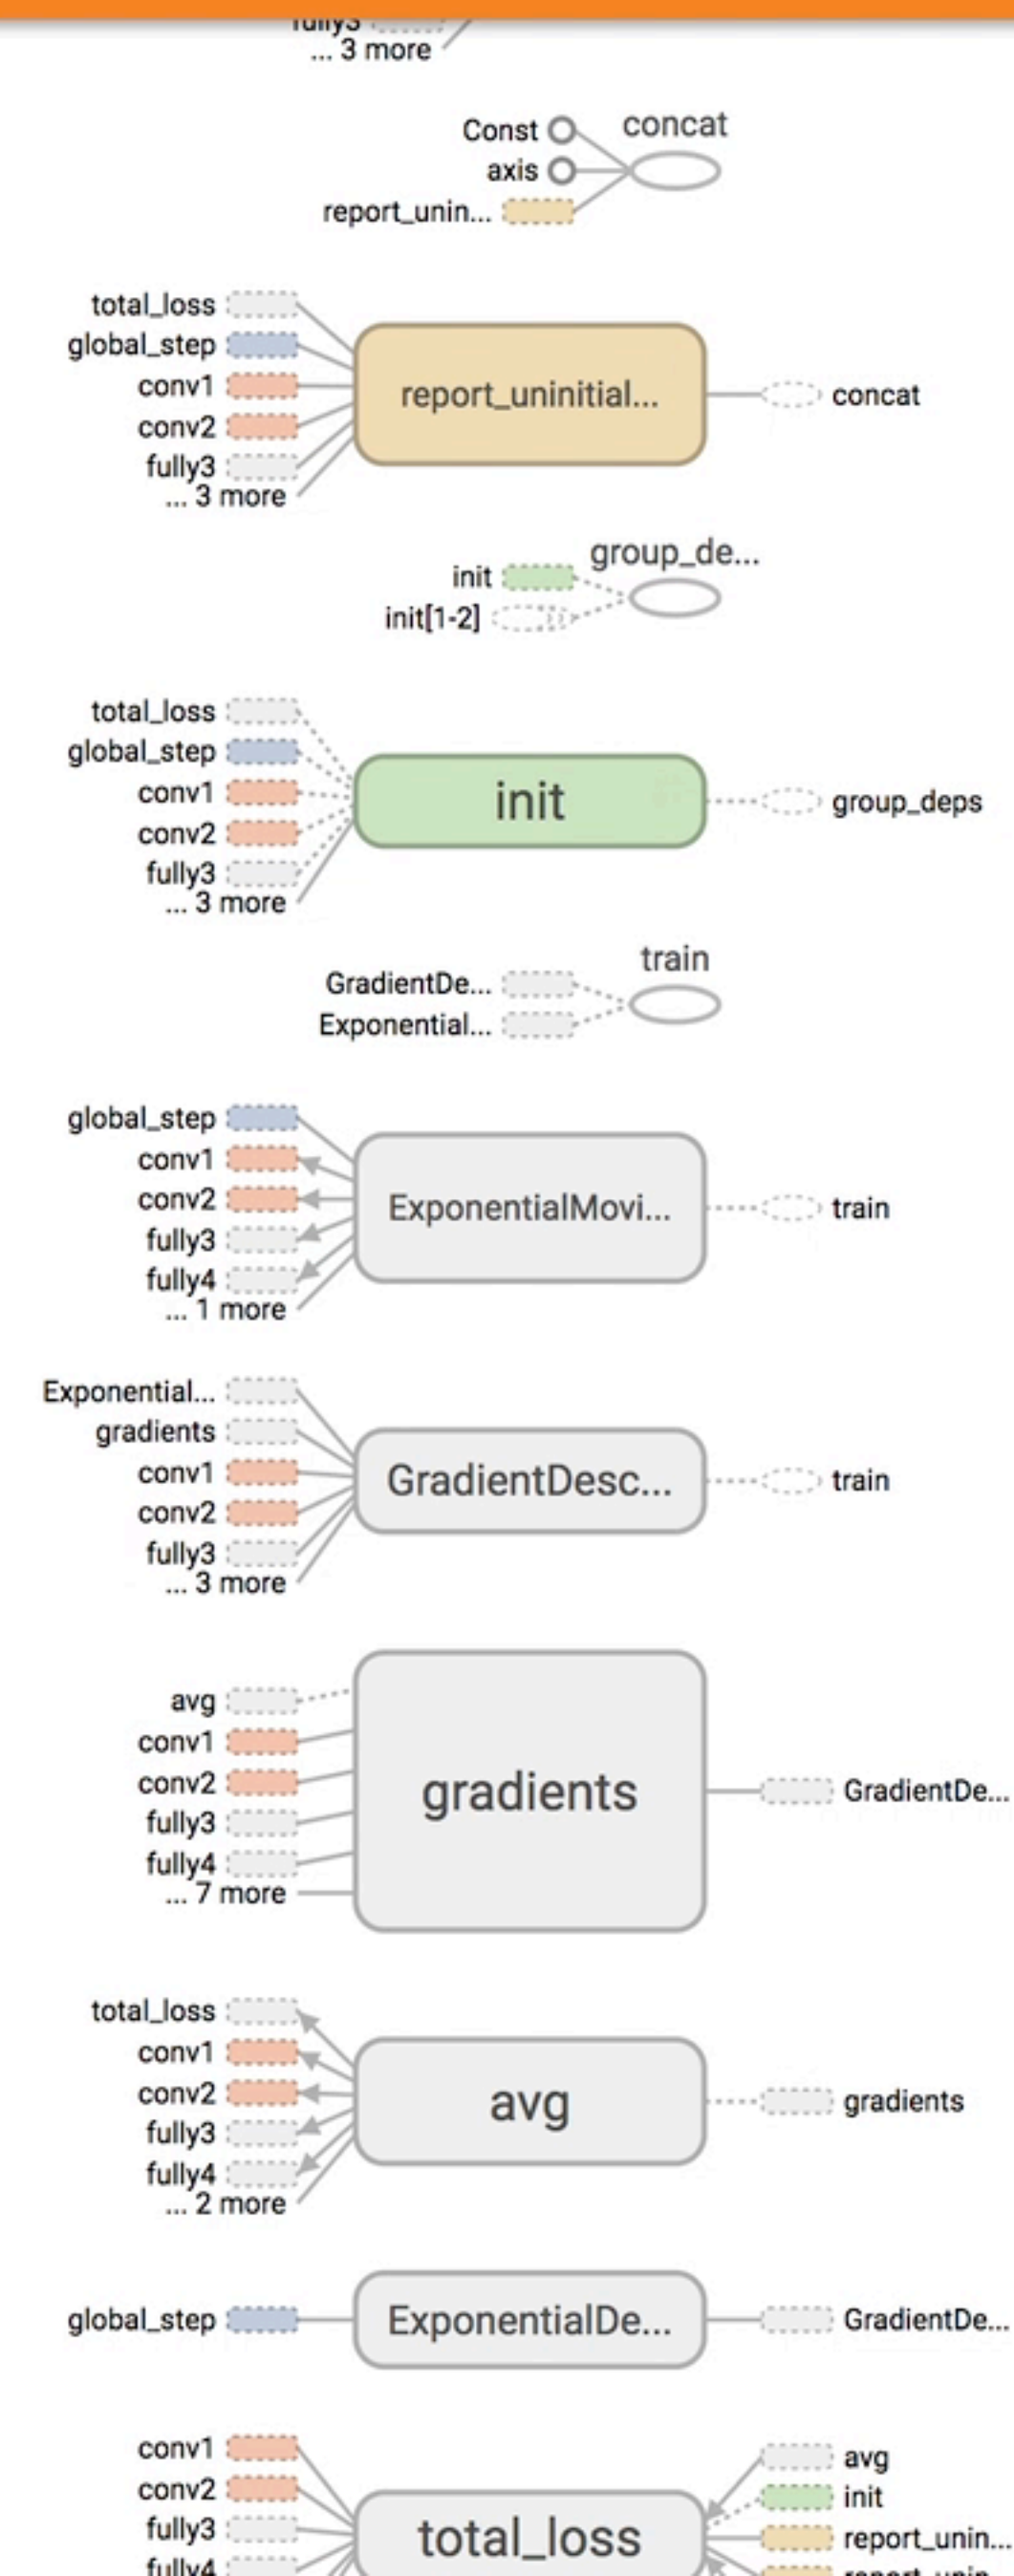 fully3
... 3 more
concat
Const
axis
report_unin...
total_loss
global_step
conv1
conv2
fully3
... 3 more
report_uninitial...
concat
group_de...
init
init[1-2]
total_loss
global_step
conv1
conv2
fully3
... 3 more
init
group_deps
train
GradientDe...
Exponential...
global_step
conv1
conv2
fully3
fully4
... 1 more
ExponentialMovi...
train
Exponential...
gradients
conv1
conv2
fully3
... 3 more
GradientDesc...
train
avg
conv1
conv2
fully3
fully4
... 7 more
gradients
GradientDe...
total_loss
conv1
conv2
fully3
fully4
... 2 more
avg
gradients
global_step
ExponentialDe...
GradientDe...
conv1
conv2
fully3
fully4
total_loss
avg
init
report_unin...
report_unin...